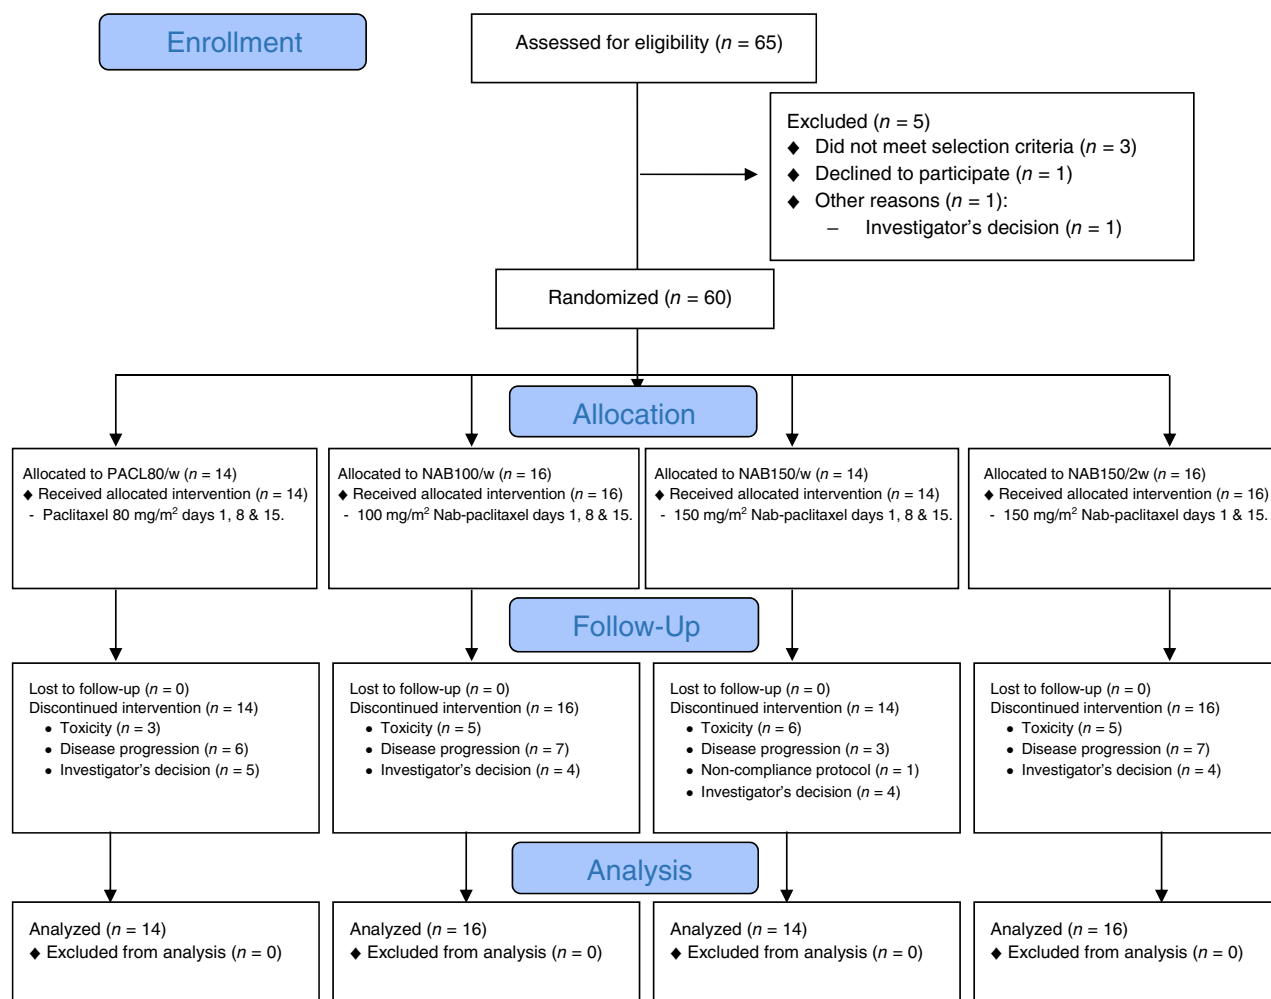 Enrollment
Assessed for eligibility (n = 65)
Excluded (n = 5)
♦ Did not meet selection criteria (n = 3)
♦ Declined to participate (n = 1)
♦ Other reasons (n = 1):
– Investigator’s decision (n = 1)
Randomized (n = 60)
Allocation
Allocated to PACL80/w (n = 14)
♦ Received allocated intervention (n = 14)
- Paclitaxel 80 mg/m² days 1, 8 & 15.
Allocated to NAB100/w (n = 16)
♦ Received allocated intervention (n = 16)
- 100 mg/m² Nab-paclitaxel days 1, 8 & 15.
Allocated to NAB150/w (n = 14)
♦ Received allocated intervention (n = 14)
- 150 mg/m² Nab-paclitaxel days 1, 8 & 15.
Allocated to NAB150/2w (n = 16)
♦ Received allocated intervention (n = 16)
- 150 mg/m² Nab-paclitaxel days 1 & 15.
Follow-Up
Lost to follow-up (n = 0)
Discontinued intervention (n = 14)
• Toxicity (n = 3)
• Disease progression (n = 6)
• Investigator’s decision (n = 5)
Lost to follow-up (n = 0)
Discontinued intervention (n = 16)
• Toxicity (n = 5)
• Disease progression (n = 7)
• Investigator’s decision (n = 4)
Lost to follow-up (n = 0)
Discontinued intervention (n = 14)
• Toxicity (n = 6)
• Disease progression (n = 3)
• Non-compliance protocol (n = 1)
• Investigator’s decision (n = 4)
Lost to follow-up (n = 0)
Discontinued intervention (n = 16)
• Toxicity (n = 5)
• Disease progression (n = 7)
• Investigator’s decision (n = 4)
Analysis
Analyzed (n = 14)
♦ Excluded from analysis (n = 0)
Analyzed (n = 16)
♦ Excluded from analysis (n = 0)
Analyzed (n = 14)
♦ Excluded from analysis (n = 0)
Analyzed (n = 16)
♦ Excluded from analysis (n = 0)